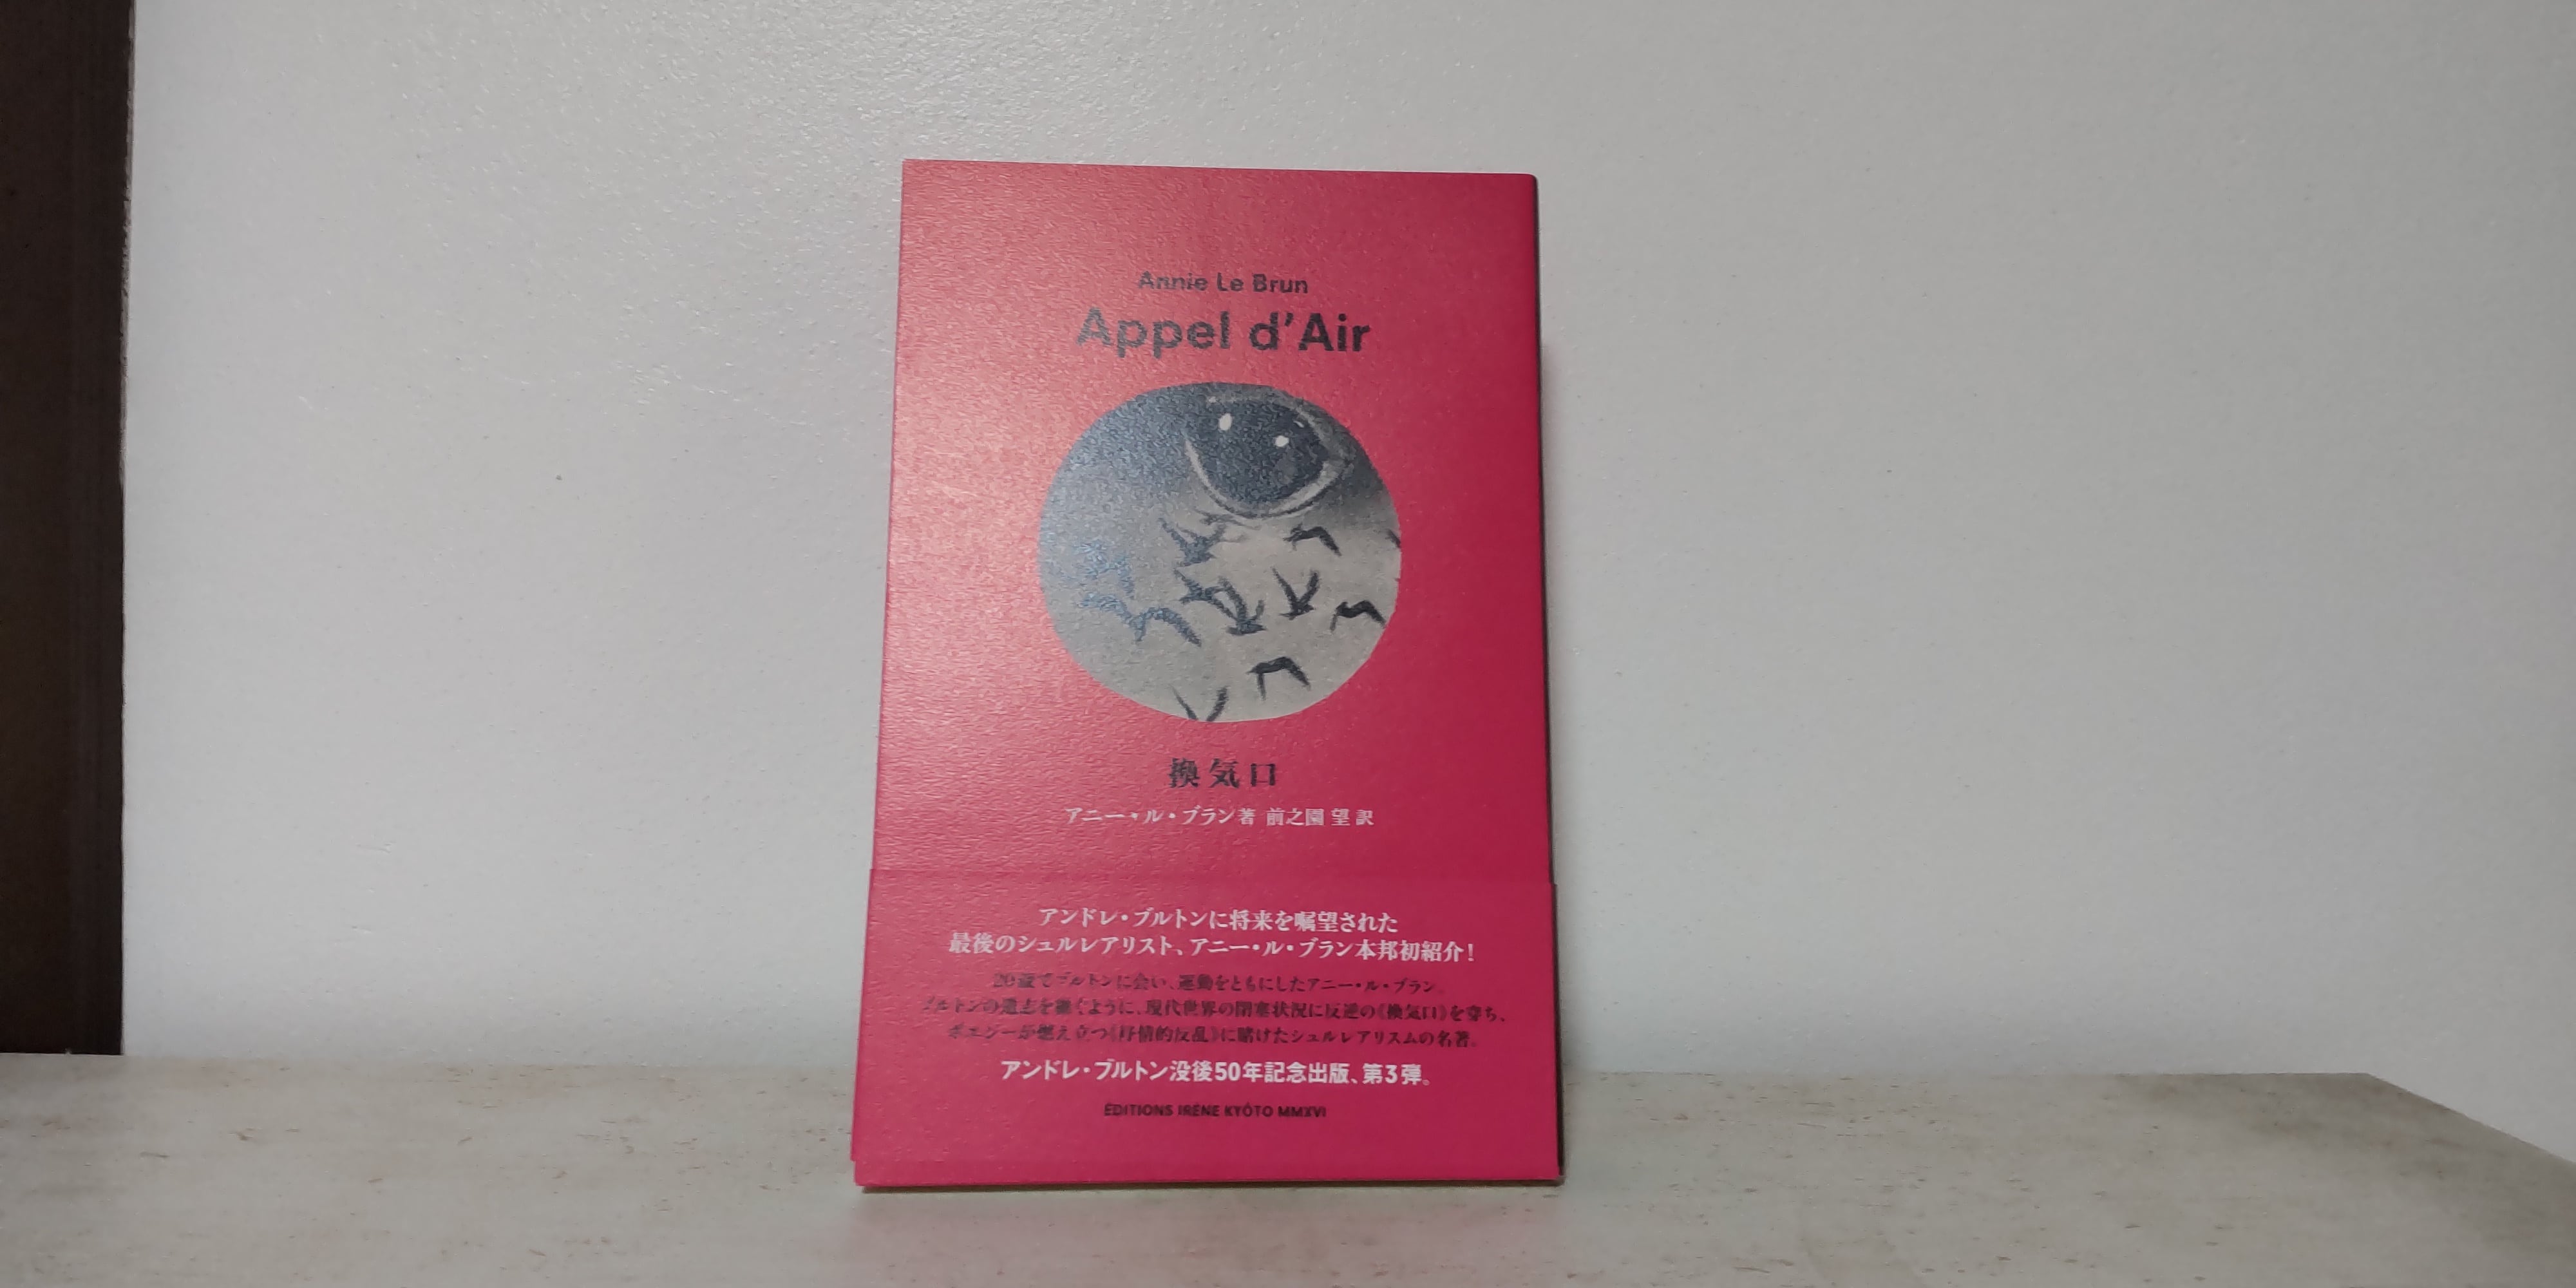 Annie Le Brun
Appel d'Air
換気口
アニー・ル・ブラン著 前之園 望 訳
アンドレ・ブルトンに将来を嘱望された
最後のシュルレアリスト、アニー・ル・ブラン本邦初紹介!
20歳でブルトンに会い、運動をともにしたアニー・ル・ブラン。
ブルトンの遺志を継ぐように、現代世界の閉塞状況に反逆の《換気口》を穿ち、
ポエジーが燃え立つ《抒情的反乱》に賭けたシュルレアリスムの名著。
アンドレ・ブルトン没後50年記念出版、第3弾。
ÉDITIONS IRÈNE KYÔTO MMXVI